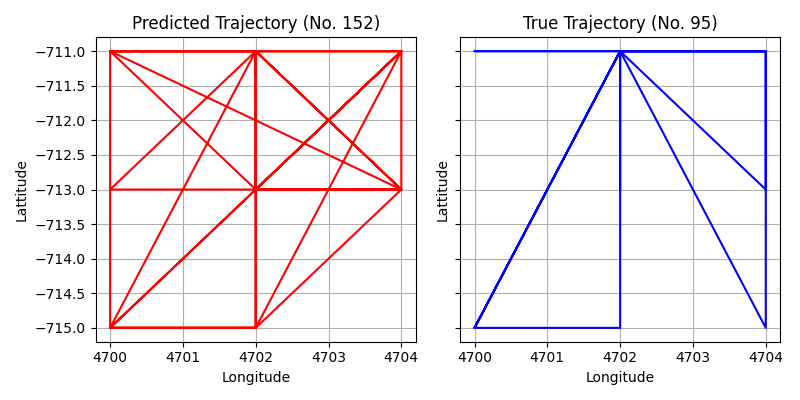 Predicted Trajectory (No. 152)
True Trajectory (No. 95)
−711.0
−711.5
−712.0
−712.5
−713.0
−713.5
−714.0
−714.5
−715.0
Lattitude
Lattitude
4700 4701 4702 4703 4704
4700 4701 4702 4703 4704
Longitude
Longitude